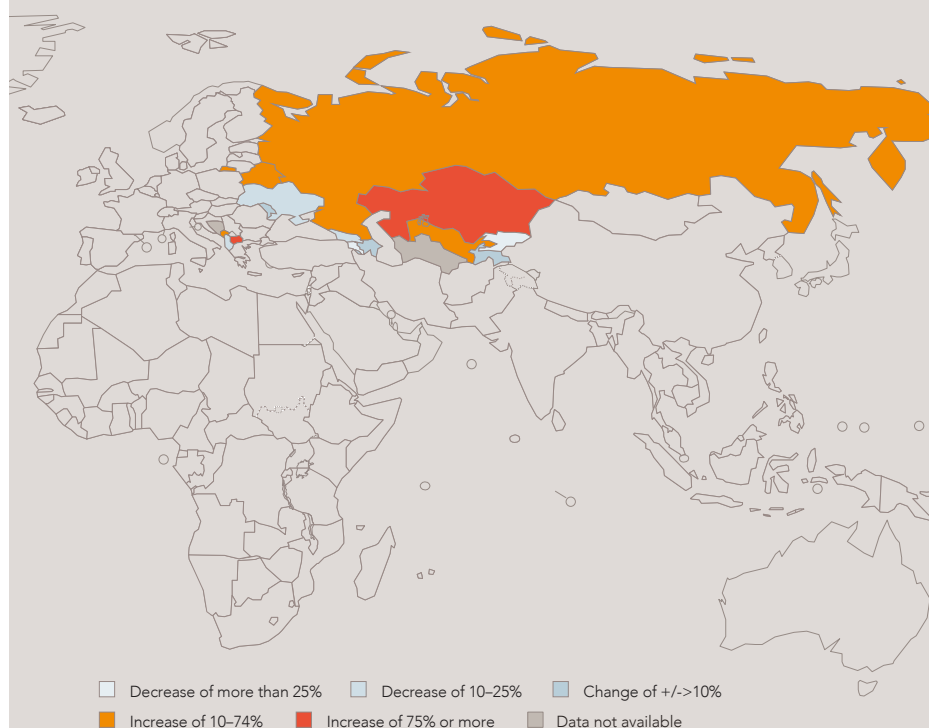 Decrease of more than 25% Decrease of 10–25% Change of +/->10%
Increase of 10–74% Increase of 75% or more Data not available